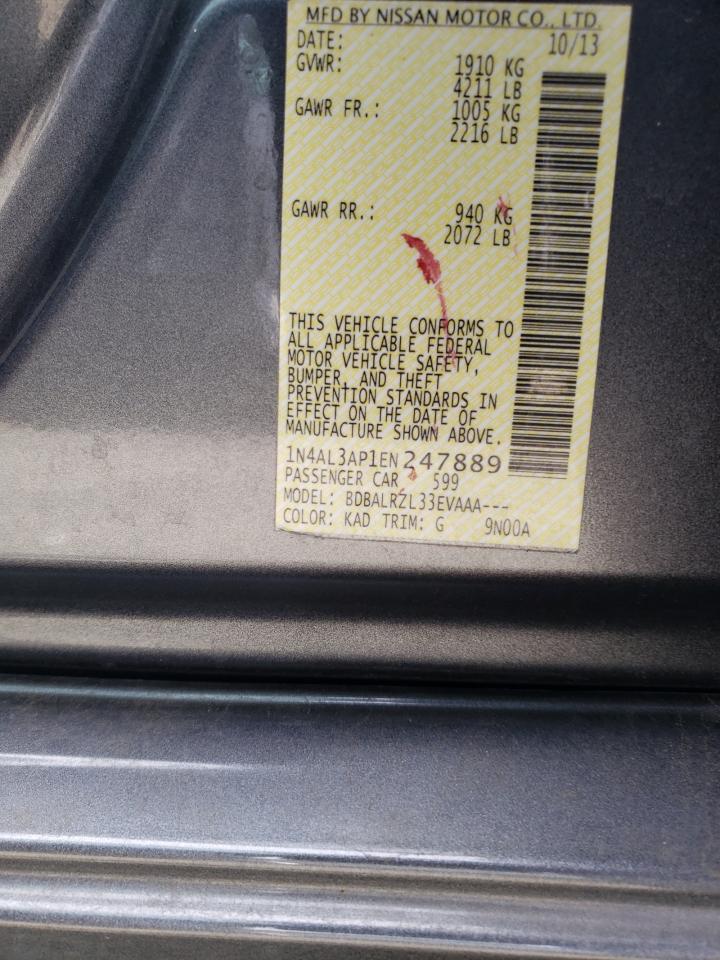 MFD BY NISSAN MOTOR CO., LTD.
DATE: 10/13
GVWR: 1910 KG
4211 LB
GAWR FR.: 1005 KG
2216 LB
GAWR RR.: 940 KG
2072 LB
THIS VEHICLE CONFORMS TO
ALL APPLICABLE FEDERAL
MOTOR VEHICLE SAFETY,
BUMPER, AND THEFT
PREVENTION STANDARDS IN
EFFECT ON THE DATE OF
MANUFACTURE SHOWN ABOVE.
1N4AL3AP1EN247889
PASSENGER CAR 599
MODEL: BDBALRZL33EVAAA---
COLOR: KAD TRIM: G 9N00A